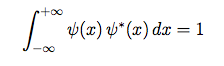 ∫_{-∞}^{+∞} ψ(x) ψ*(x) dx = 1